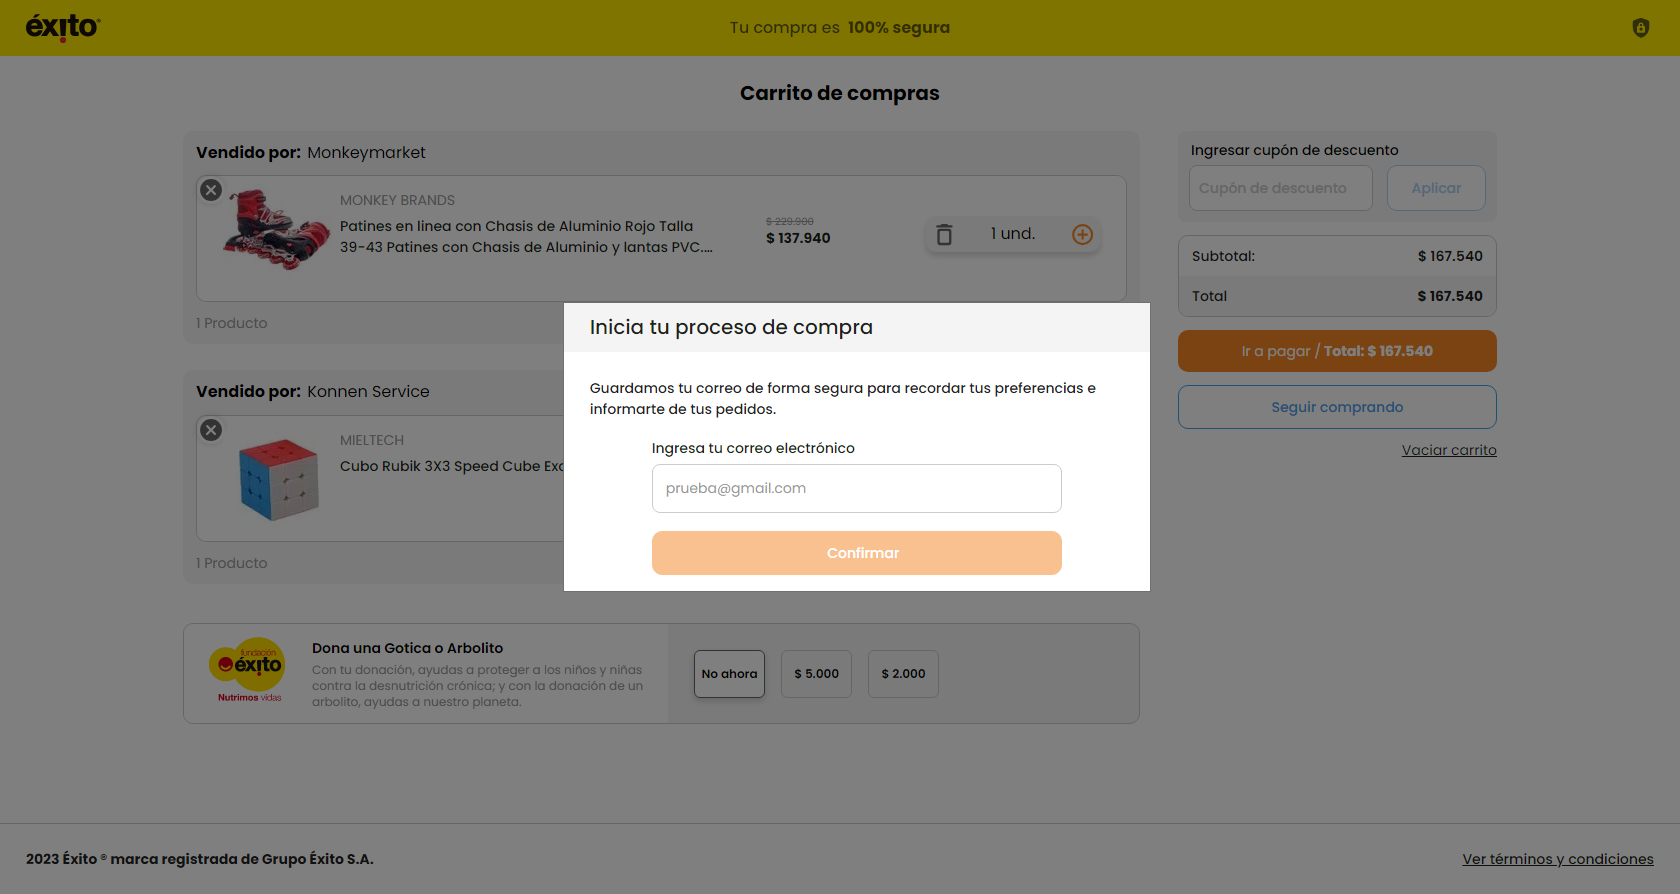 éxito
Tu compra es 100% segura
Carrito de compras
Vendido por: Monkeymarket
MONKEY BRANDS
Patines en linea con Chasis de Aluminio Rojo Talla
39-43 Patines con Chasis de Aluminio y lantas PVC....
$ 229.900
$ 137.940
1 und.
1 Producto
Vendido por: Konnen Service
MIELTECH
Cubo Rubik 3X3 Speed Cube
1 Producto
Ingresar cupón de descuento
Cupón de descuento
Aplicar
Subtotal: $ 167.540
Total $ 167.540
Ir a pagar / Total: $ 167.540
Seguir comprando
Vaciar carrito
Inicia tu proceso de compra
Guardamos tu correo de forma segura para recordar tus preferencias e
informarte de tus pedidos.
Ingresa tu correo electrónico
prueba@gmail.com
Confirmar
fundación
éxito
Nutrimos vidas
Dona una Gotica o Arbolito
Con tu donación, ayudas a proteger a los niños y niñas
contra la desnutrición crónica; y con la donación de un
arbolito, ayudas a nuestro planeta.
No ahora
$ 5.000
$ 2.000
2023 Éxito ® marca registrada de Grupo Éxito S.A.
Ver términos y condiciones